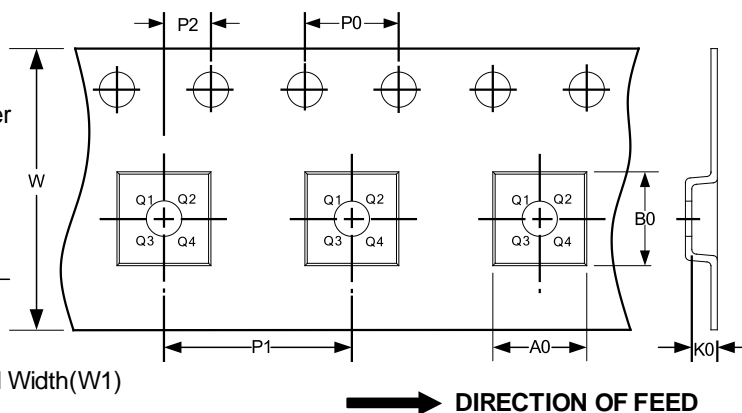 P2 P0
er
W
Q1 Q2 Q1 Q2 Q1 Q2
B0
Q3 Q4 Q3 Q4 Q3 Q4
P1 A0 K0
Width(W1)
DIRECTION OF FEED